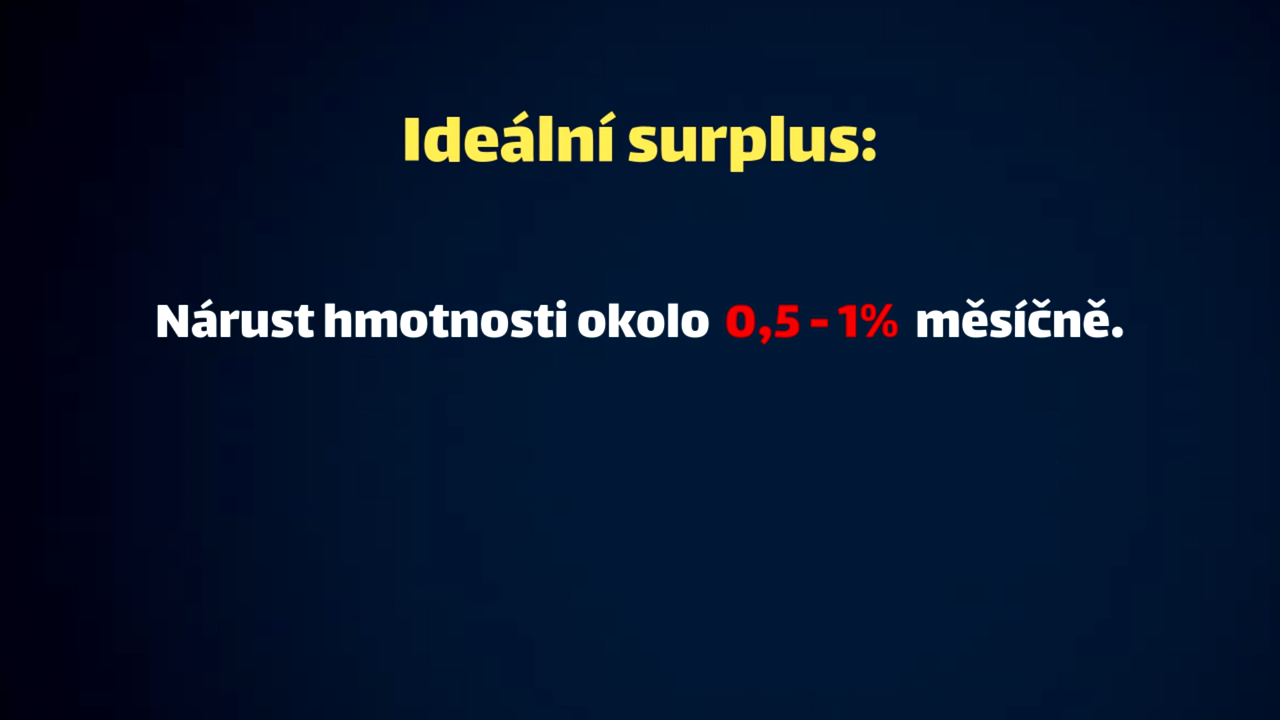 Ideální surplus:
Nárust hmotnosti okolo 0,5 - 1% měsíčně.